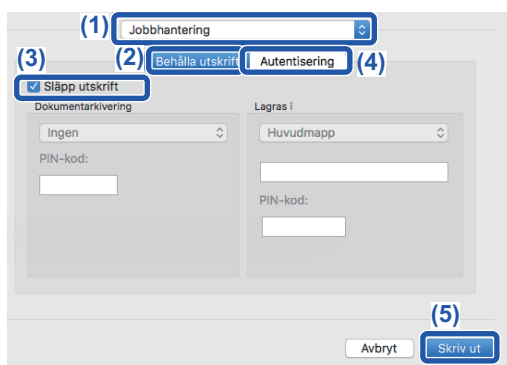 (1) Jobbhantering
(3) (2) Behålla utskrift Autentisering (4)
Släpp utskrift
Dokumentarkivering Lagras i
Ingen Huvudmapp
PIN-kod:
PIN-kod:
(5)
Avbryt Skriv ut